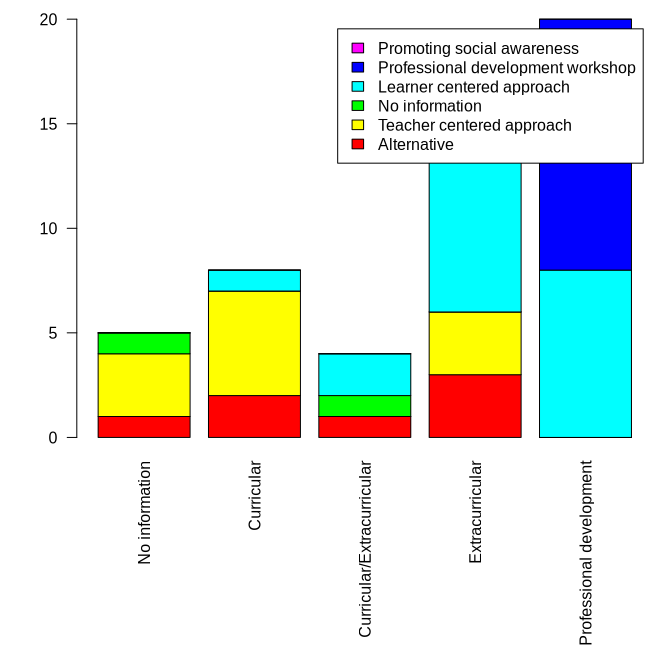 20
15
10
5
0
Promoting social awareness
Professional development workshop
Learner centered approach
No information
Teacher centered approach
Alternative
No information
Curricular
Curricular/Extracurricular
Extracurricular
Professional development